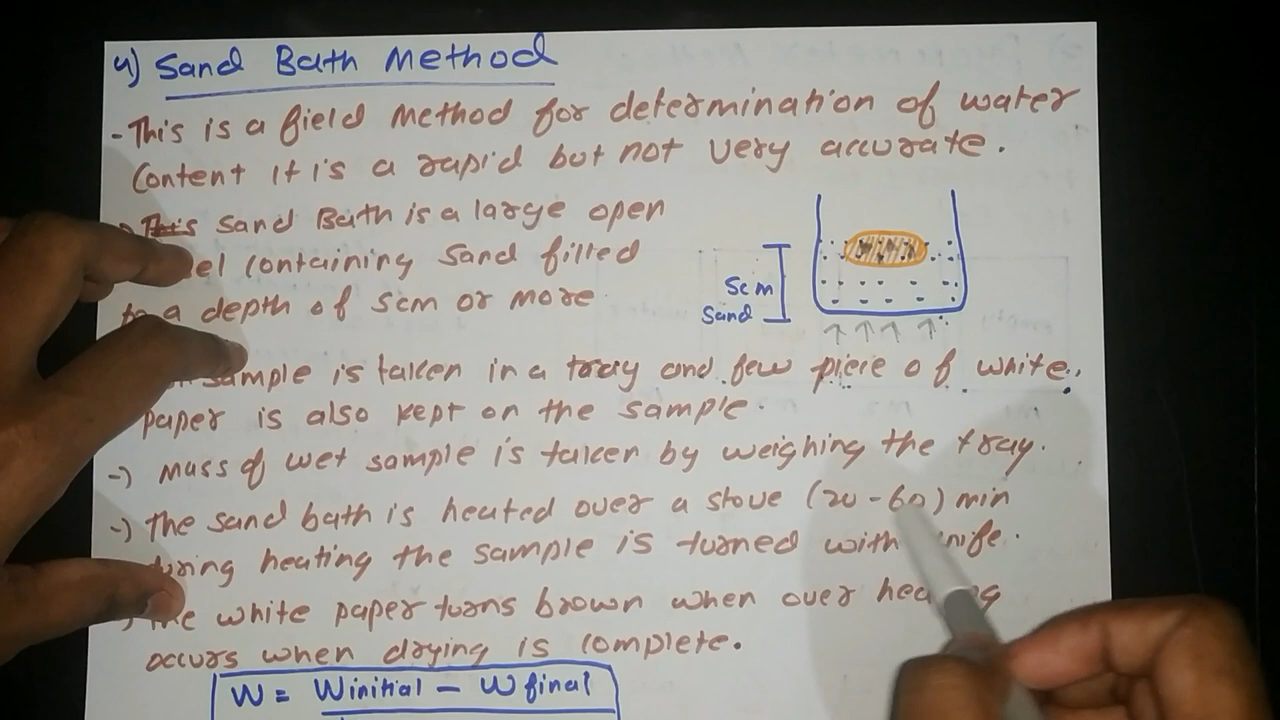 4) Sand Bath Method
- This is a field Method for determination of water
Content it is a rapid but not very accurate.
Sand Bath is a large open
containing sand filled
to a depth of 5cm or more
5cm
Sand
sample is taken in a tray and few piece of white
paper is also kept on the sample.
-) Mass of wet sample is taken by weighing the tray.
-) the sand bath is heated over a stove (20-60) min
heating the sample is turned with
white paper turns brown when over
occurs when drying is complete.
W = W initial - W final